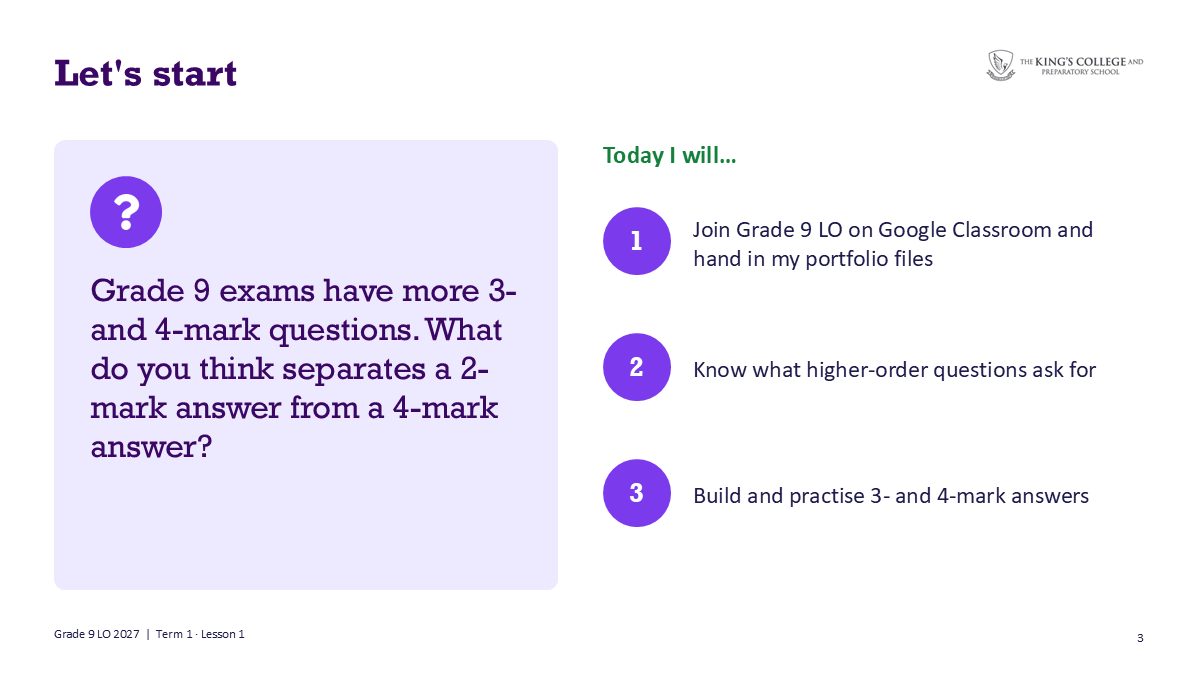 Let's start
THE KING'S COLLEGE AND
PREPARATORY SCHOOL
?
Grade 9 exams have more 3-
and 4-mark questions. What
do you think separates a 2-
mark answer from a 4-mark
answer?
Today I will...
1
Join Grade 9 LO on Google Classroom and
hand in my portfolio files
2
Know what higher-order questions ask for
3
Build and practise 3- and 4-mark answers
Grade 9 LO 2027 | Term 1 · Lesson 1
3